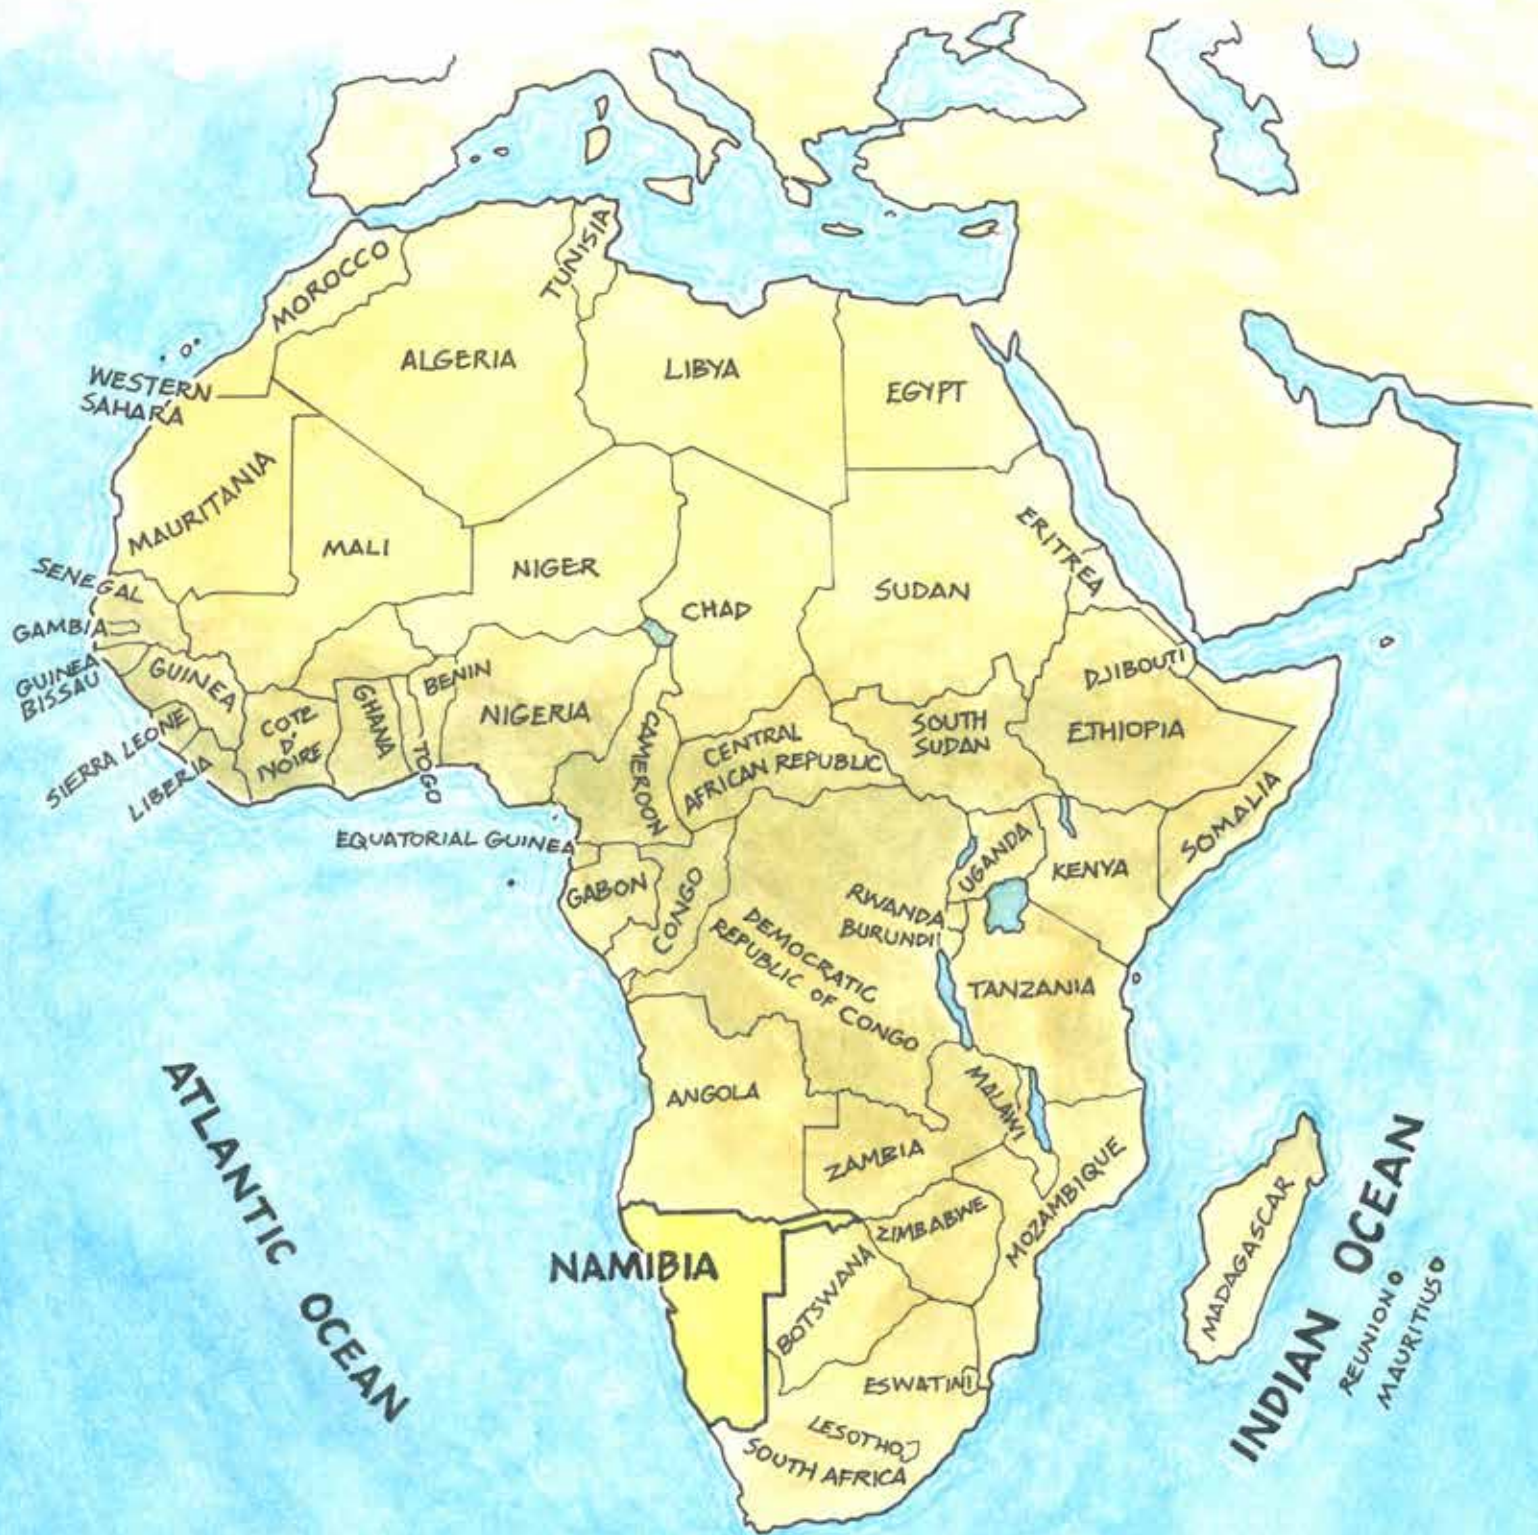 MOROCCO
TUNISIA
ALGERIA
LIBYA
EGYPT
WESTERN
SAHARA
MAURITANIA
MALI
NIGER
CHAD
SUDAN
ERITREA
SENEGAL
GAMBIA
GUINEA
BISSAU
GUINEA
SIERRA LEONE
LIBERIA
COTE
D'
IVOIRE
GHANA
TOGO
BENIN
NIGERIA
CAMEROON
CENTRAL
AFRICAN REPUBLIC
SOUTH
SUDAN
DJIBOUTI
ETHIOPIA
SOMALIA
EQUATORIAL GUINEA
GABON
CONGO
DEMOCRATIC
REPUBLIC OF CONGO
UGANDA
KENYA
RWANDA
BURUNDI
TANZANIA
ANGOLA
ZAMBIA
MALAWI
MOZAMBIQUE
ZIMBABWE
NAMIBIA
BOTSWANA
ESWATINI
LESOTHO
SOUTH AFRICA
MADAGASCAR
REUNION
MAURITIUS
ATLANTIC OCEAN
INDIAN OCEAN